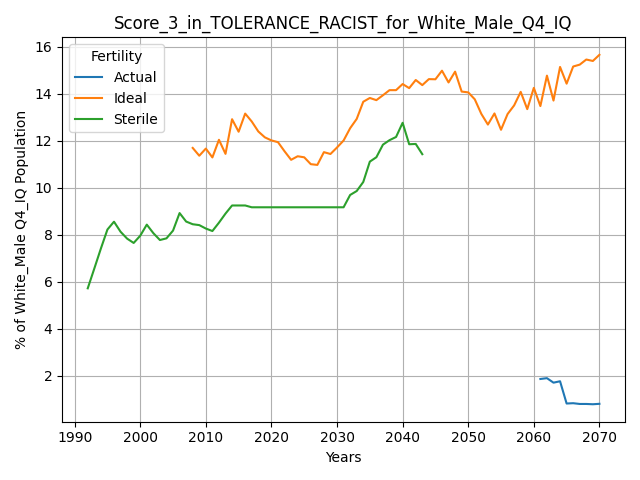 Score_3_in_TOLERANCE_RACIST_for_White_Male_Q4_IQ
Fertility
Actual
Ideal
Sterile
% of White_Male Q4_IQ Population
16
14
12
10
8
6
4
2
1990 2000 2010 2020 2030 2040 2050 2060 2070
Years